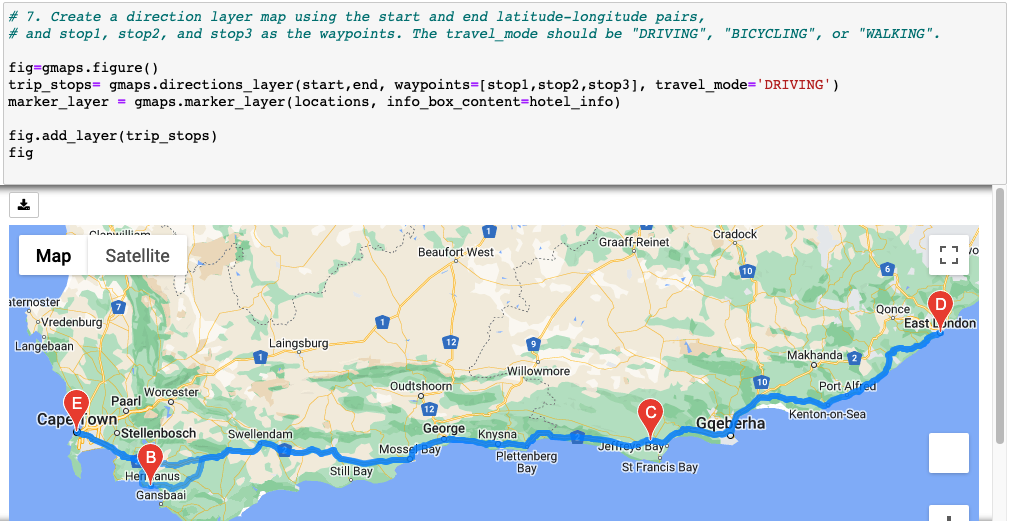 # 7. Create a direction layer map using the start and end latitude-longitude pairs,
# and stop1, stop2, and stop3 as the waypoints. The travel_mode should be "DRIVING", "BICYCLING", or "WALKING".
fig=gmaps.figure()
trip_stops= gmaps.directions_layer(start,end, waypoints=[stop1,stop2,stop3], travel_mode='DRIVING')
marker_layer = gmaps.marker_layer(locations, info_box_content=hotel_info)
fig.add_layer(trip_stops)
fig
Map
Satellite
Clanwilliam
1
Beaufort West
Graaff-Reinet
Cradock
10
6
aternoster
7
Vredenburg
Langebaan
1
Laingsburg
1
12
9
Willowmore
Qonce
D
East London
Makhanda
2
Worcester
Paarl
E
Cape Town
Stellenbosch
Swellendam
Oudtshoorn
12
George
Knysna
C
10
Port Alfred
Kenton-on-Sea
Gqeberha
B
Hermanus
Gansbaai
2
Still Bay
Mossel Bay
Plettenberg
Bay
2
Jeffreys Bay
St Francis Bay